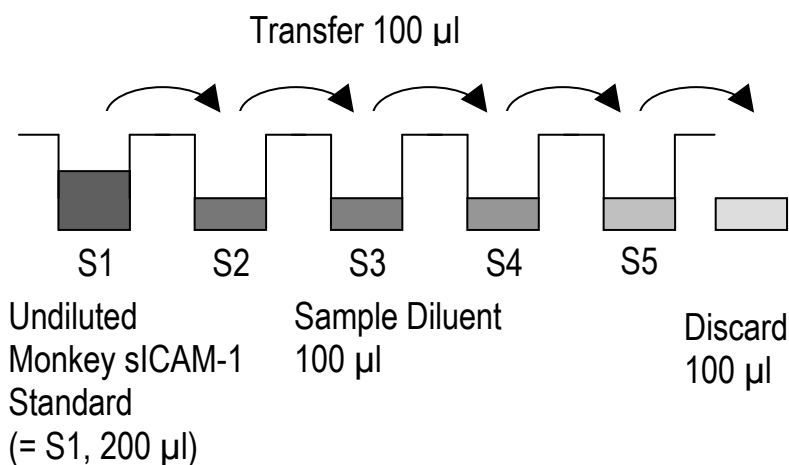 Transfer 100 µl
S1 S2 S3 S4 S5
Undiluted
Monkey sICAM-1
Standard
(= S1, 200 µl)
Sample Diluent
100 µl
Discard
100 µl